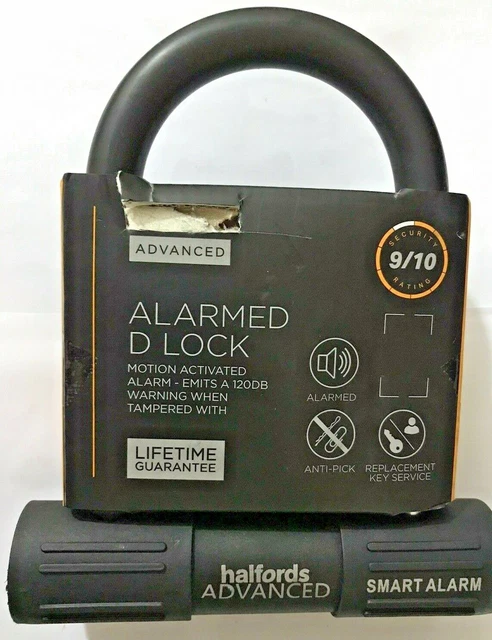 ADVANCED
SECURITY
9/10
RATING
ALARMED
D LOCK
MOTION ACTIVATED
ALARM - EMITS A 120DB
WARNING WHEN
TAMPERED WITH
ALARMED
LIFETIME
GUARANTEE
ANTI-PICK
REPLACEMENT
KEY SERVICE
halfords
ADVANCED
SMART ALARM